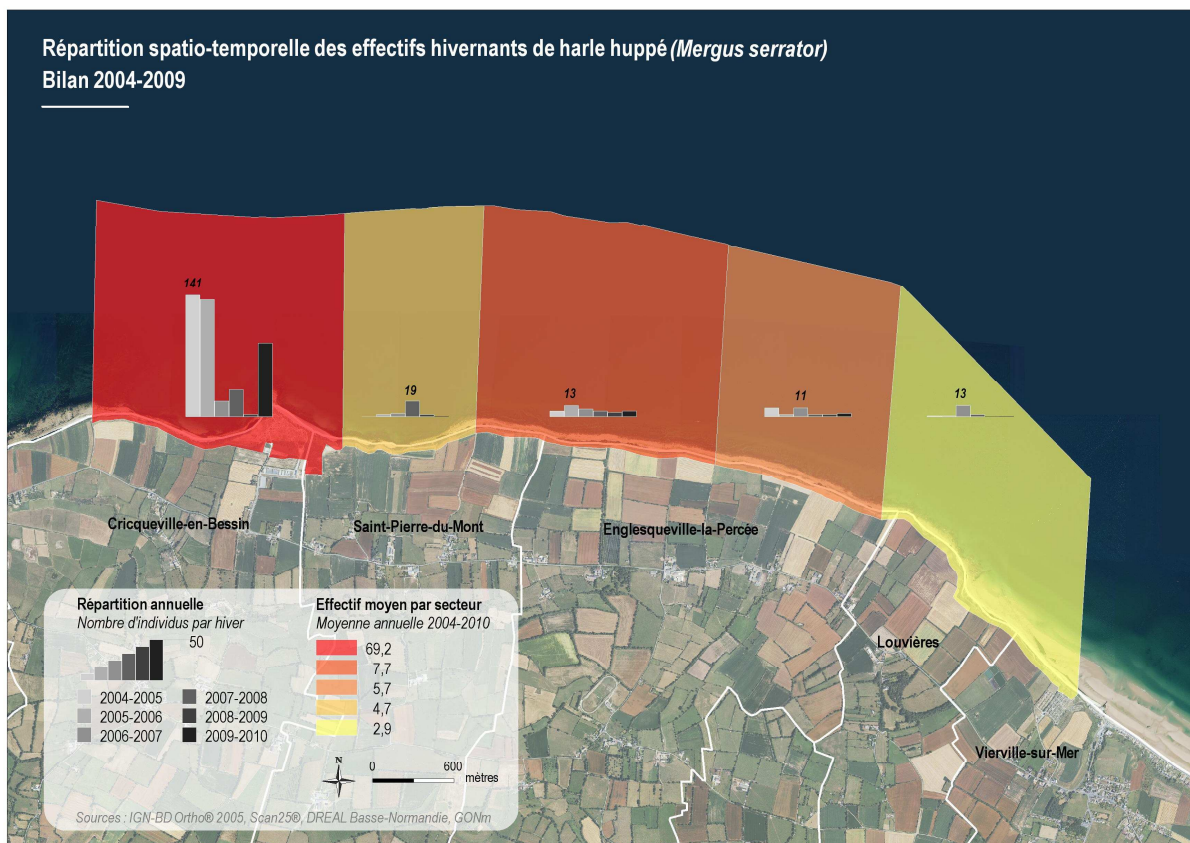 Répartition spatio-temporelle des effectifs hivernants de harle huppé (Mergus serrator)
Bilan 2004-2009
141
19
13
11
13
Cricqueville-en-Bessin
Saint-Pierre-du-Mont
Englesqueville-la-Percée
Louvières
Vierville-sur-Mer
Répartition annuelle
Nombre d'individus par hiver
50
2004-2005
2005-2006
2006-2007
2007-2008
2008-2009
2009-2010
Effectif moyen par secteur
Moyenne annuelle 2004-2010
69,2
7,7
5,7
4,7
2,9
N
0 600
mètres
Sources : IGN-BD Ortho® 2005, Scan25®, DREAL Basse-Normandie, GONm